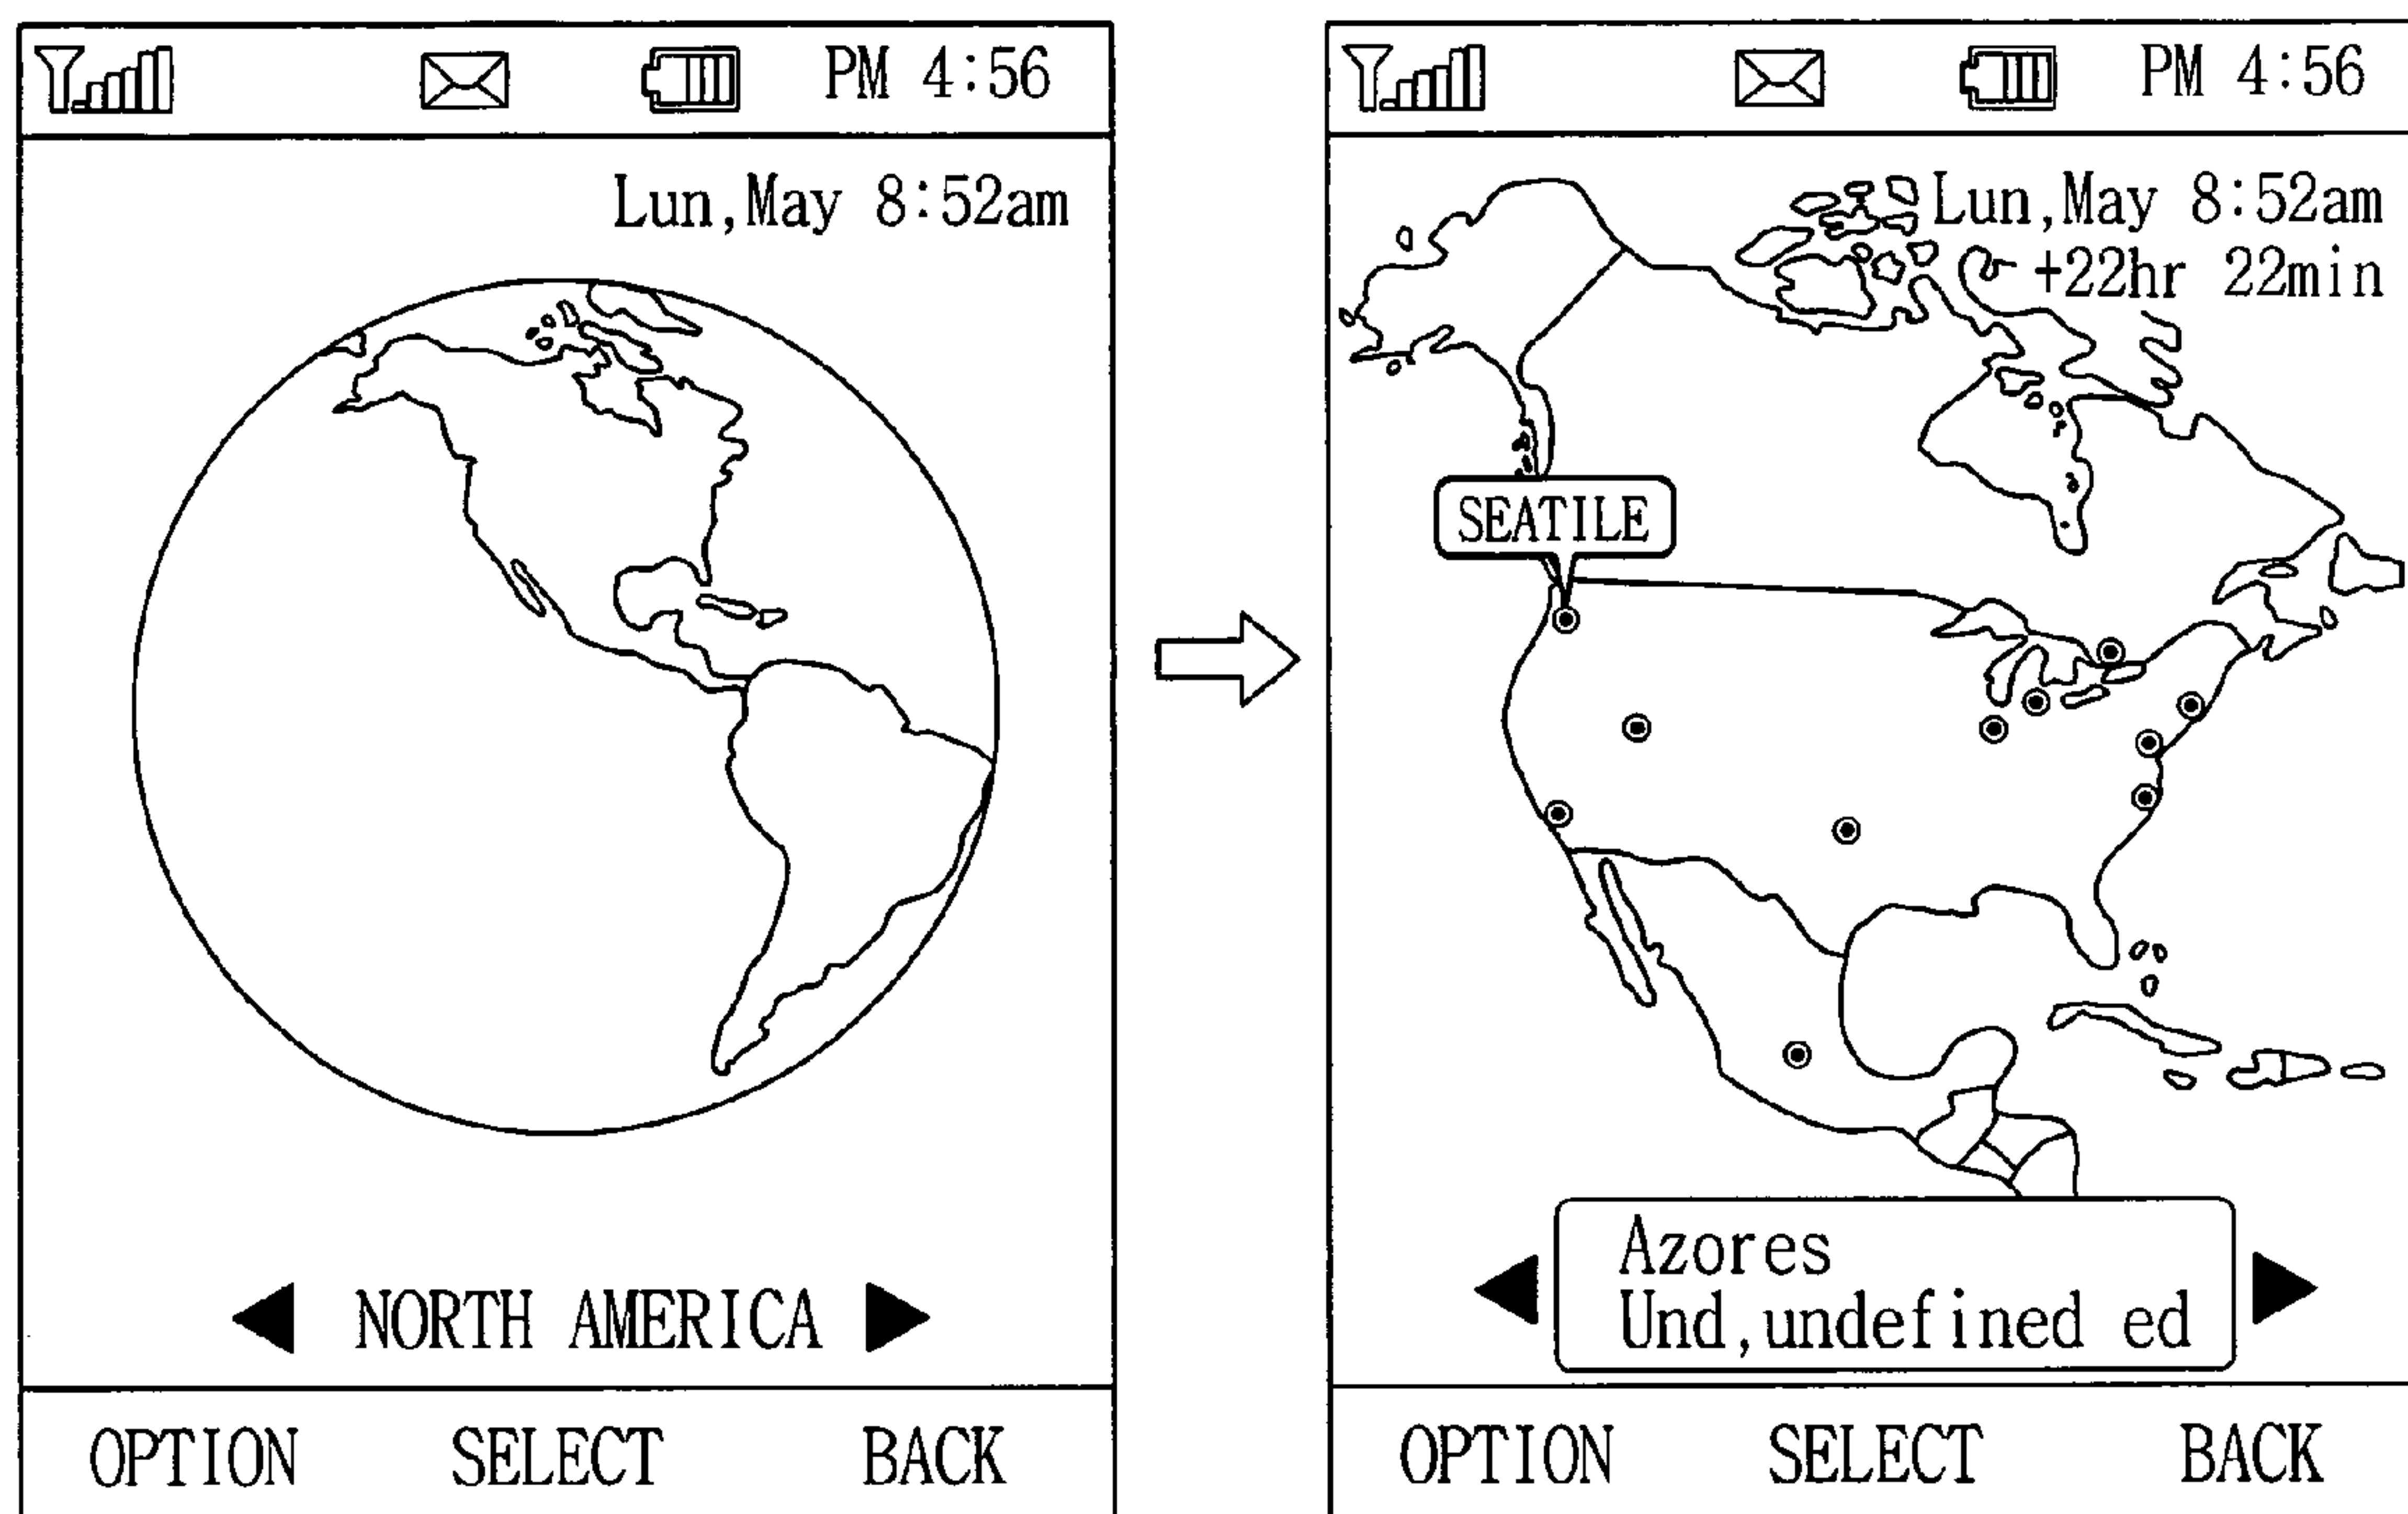 PM 4:56
Lun,May 8:52am
NORTH AMERICA
OPTION SELECT BACK
PM 4:56
Lun,May 8:52am
+22hr 22min
SEATILE
Azores
Und,undefined ed
OPTION SELECT BACK